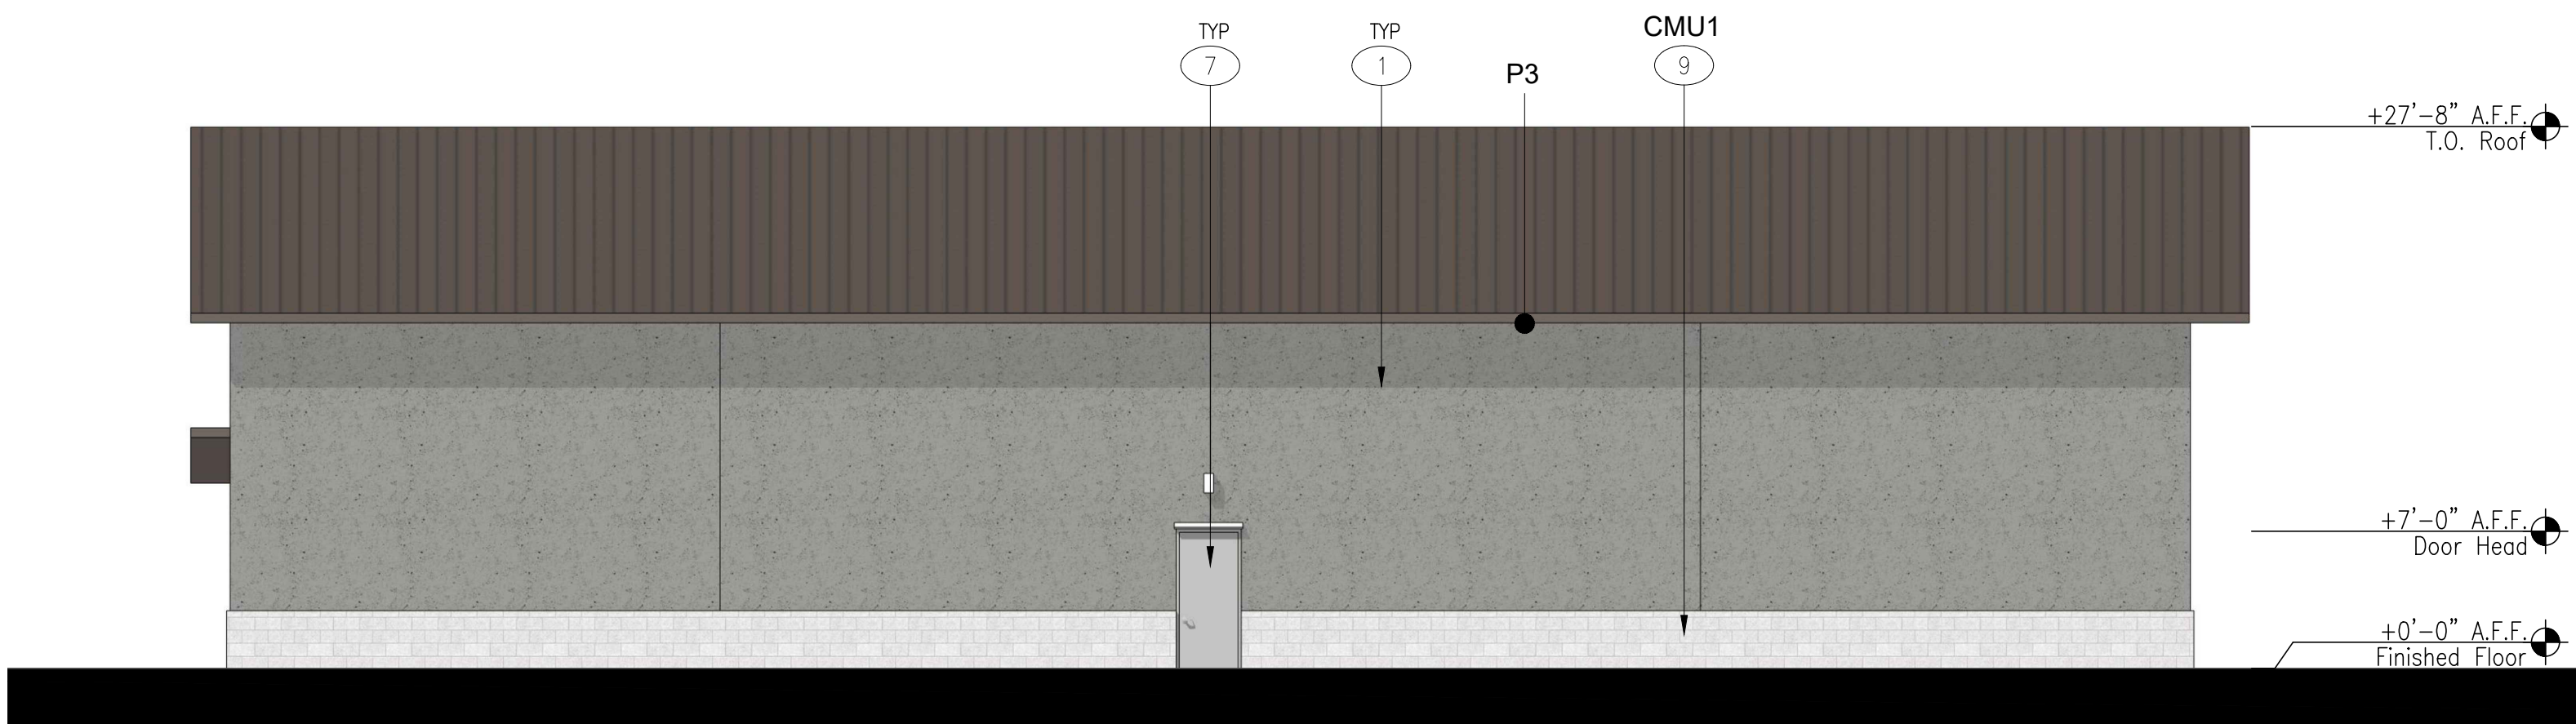 TYP
7
TYP
1
P3
CMU1
9
+27'-8" A.F.F.
T.O. Roof
+7'-0" A.F.F.
Door Head
+0'-0" A.F.F.
Finished Floor